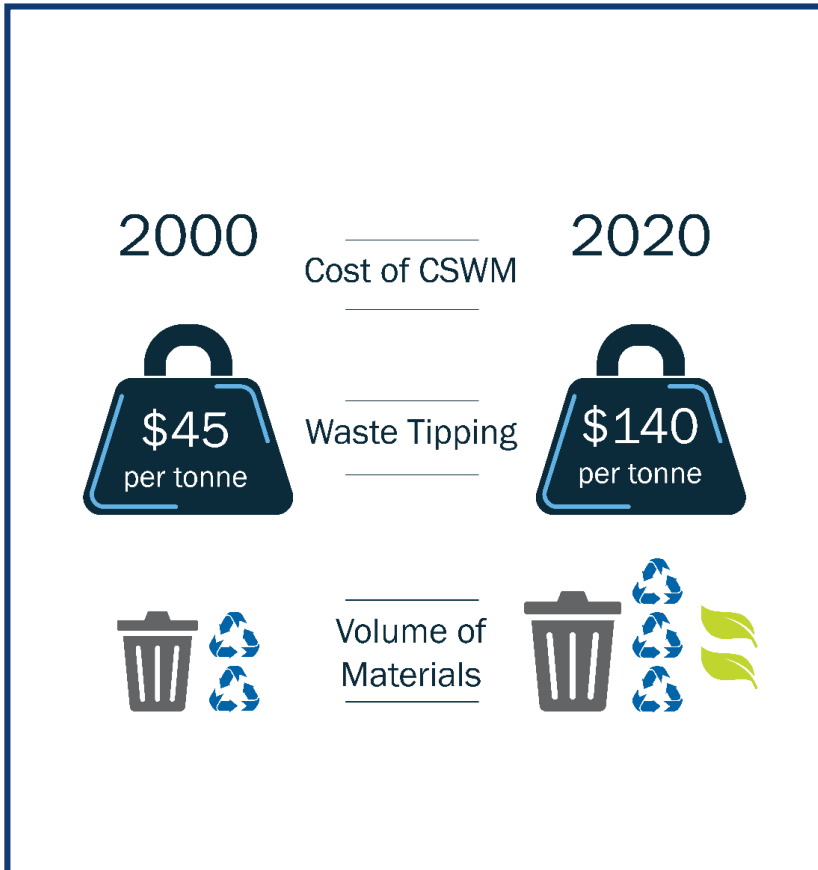 2000
Cost of CSWM
2020
$45
per tonne
Waste Tipping
$140
per tonne
Volume of
Materials